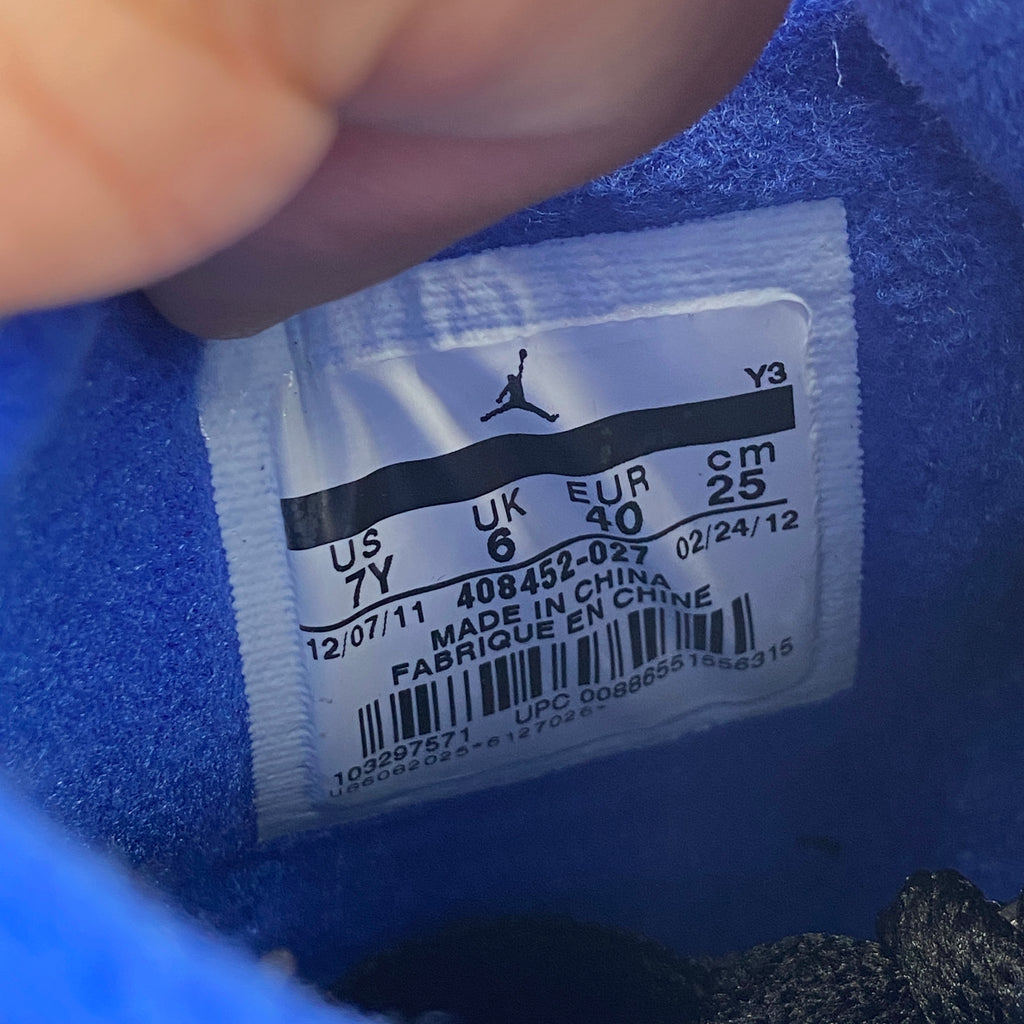 Y3
US UK EUR cm
7Y 6 40 25
12/07/11 408452-027 02/24/12
MADE IN CHINA
FABRIQUE EN CHINE
103297571 UPC 00886551556315